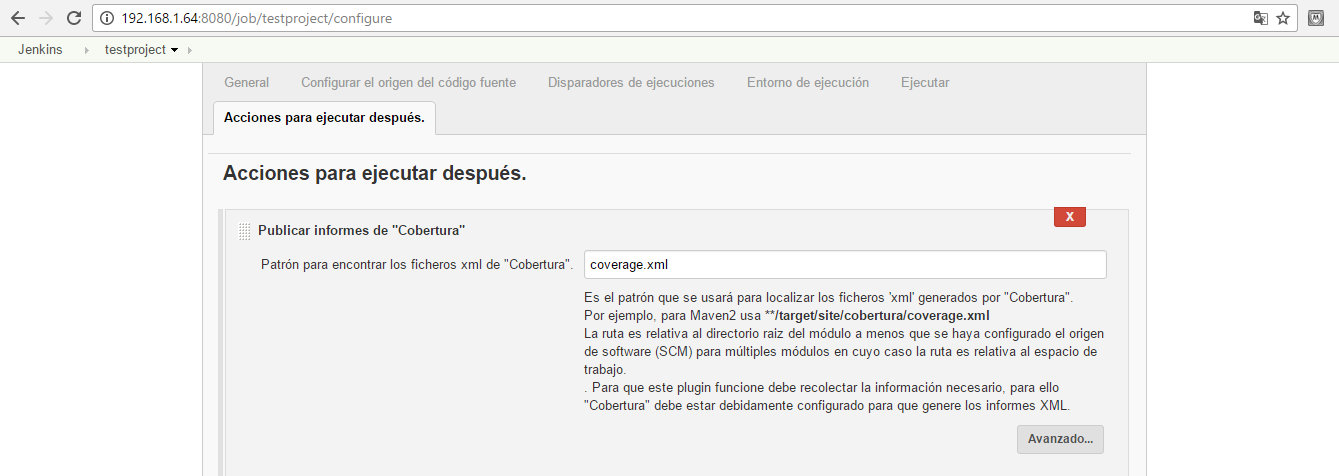 192.168.1.64:8080/job/testproject/configure
Jenkins testproject
General Configurar el origen del código fuente Disparadores de ejecuciones Entorno de ejecución Ejecutar
Acciones para ejecutar después.
Acciones para ejecutar después.
X
Publicar informes de "Cobertura"
Patrón para encontrar los ficheros xml de "Cobertura". coverage.xml
Es el patrón que se usará para localizar los ficheros 'xml' generados por "Cobertura".
Por ejemplo, para Maven2 usa **/target/site/cobertura/coverage.xml
La ruta es relativa al directorio raiz del módulo a menos que se haya configurado el origen
de software (SCM) para múltiples módulos en cuyo caso la ruta es relativa al espacio de
trabajo.
. Para que este plugin funcione debe recolectar la información necesario, para ello
"Cobertura" debe estar debidamente configurado para que genere los informes XML.
Avanzado...